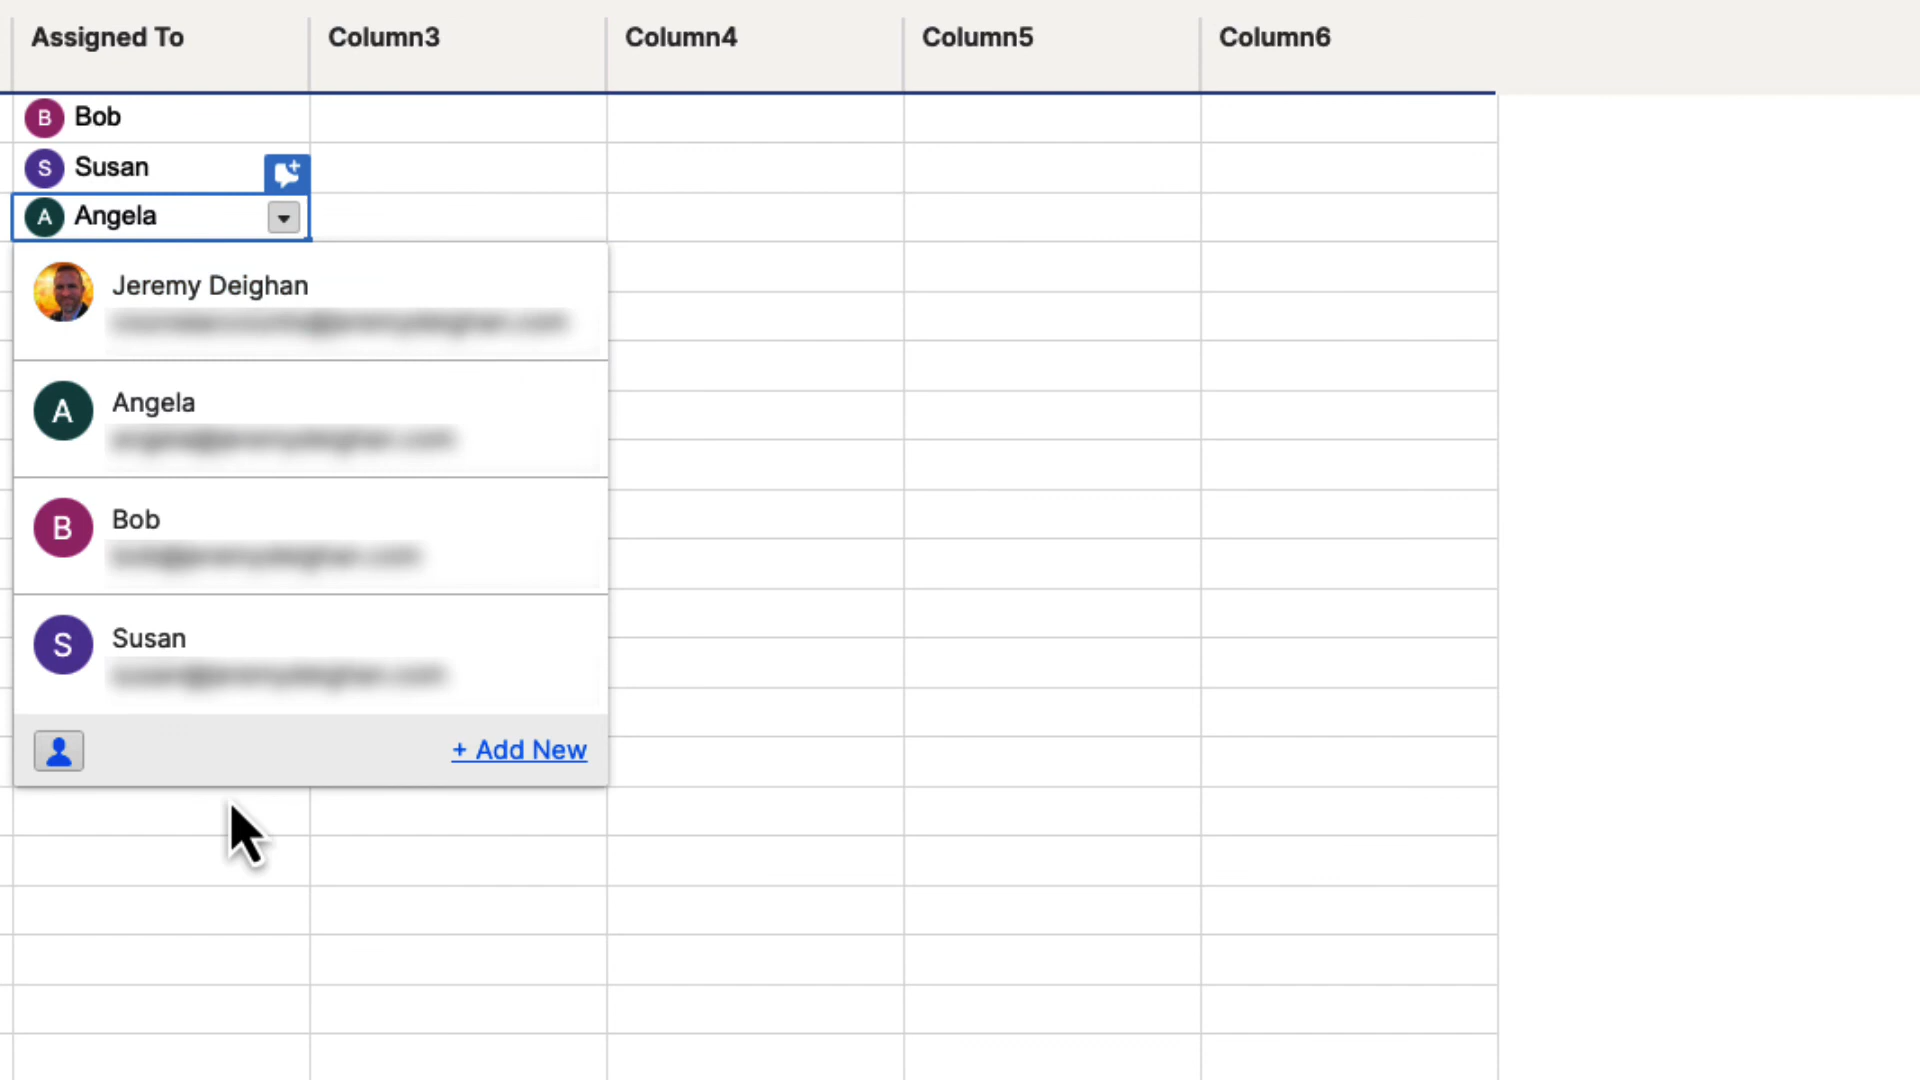 Assigned To Column3 Column4 Column5 Column6
B Bob
S Susan
A Angela
Jeremy Deighan
A Angela
B Bob
S Susan
+ Add New